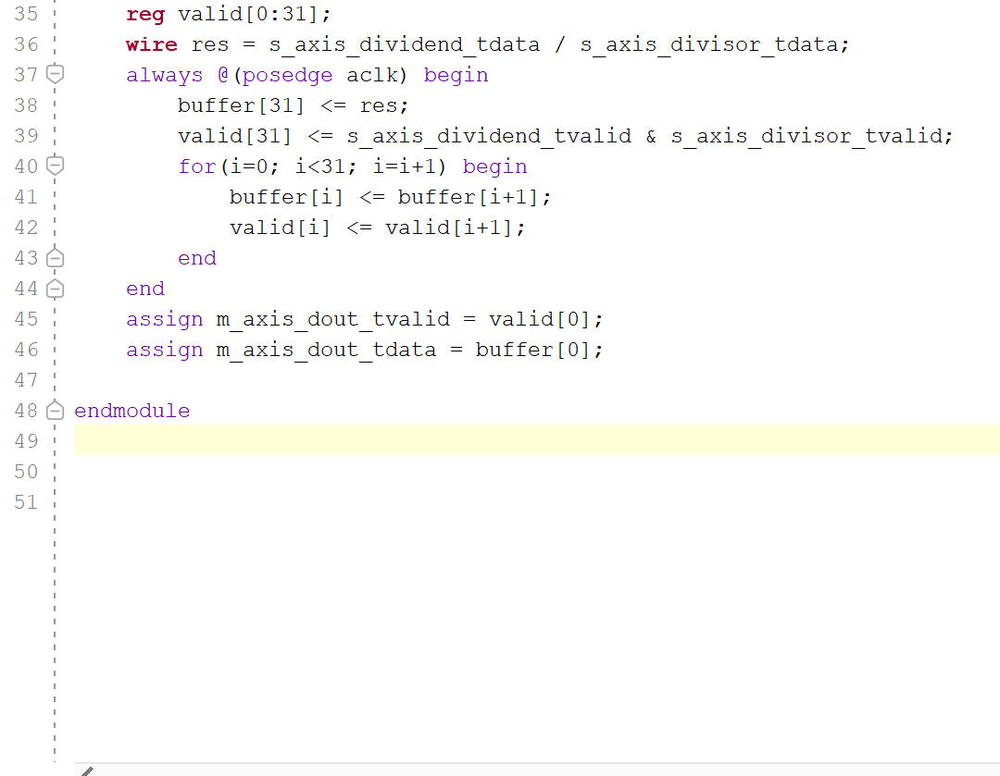 35 reg valid[0:31];
36 wire res = s_axis_dividend_tdata / s_axis_divisor_tdata;
37 always @(posedge aclk) begin
38 buffer[31] <= res;
39 valid[31] <= s_axis_dividend_tvalid & s_axis_divisor_tvalid;
40 for(i=0; i<31; i=i+1) begin
41 buffer[i] <= buffer[i+1];
42 valid[i] <= valid[i+1];
43 end
44 end
45 assign m_axis_dout_tvalid = valid[0];
46 assign m_axis_dout_tdata = buffer[0];
47
48 endmodule
49
50
51